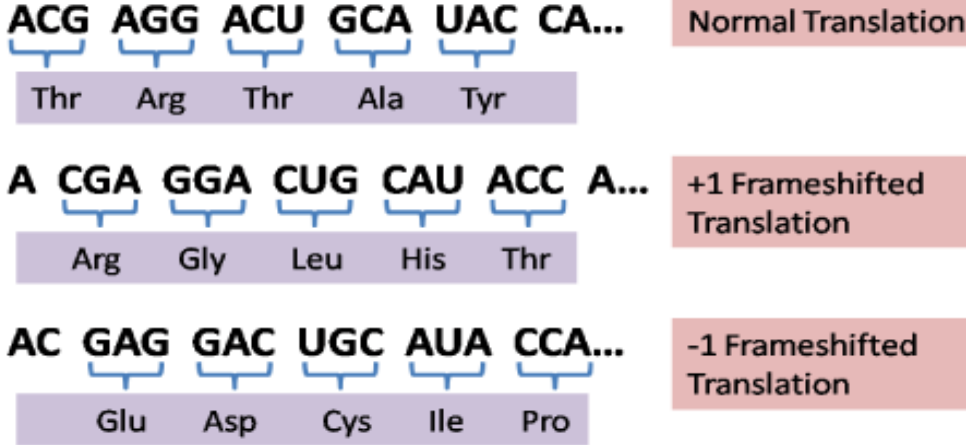 ACG AGG ACU GCA UAC CA... Normal Translation
Thr Arg Thr Ala Tyr
A CGA GGA CUG CAU ACC A... +1 Frameshifted
Translation
Arg Gly Leu His Thr
AC GAG GAC UGC AUA CCA... -1 Frameshifted
Translation
Glu Asp Cys Ile Pro